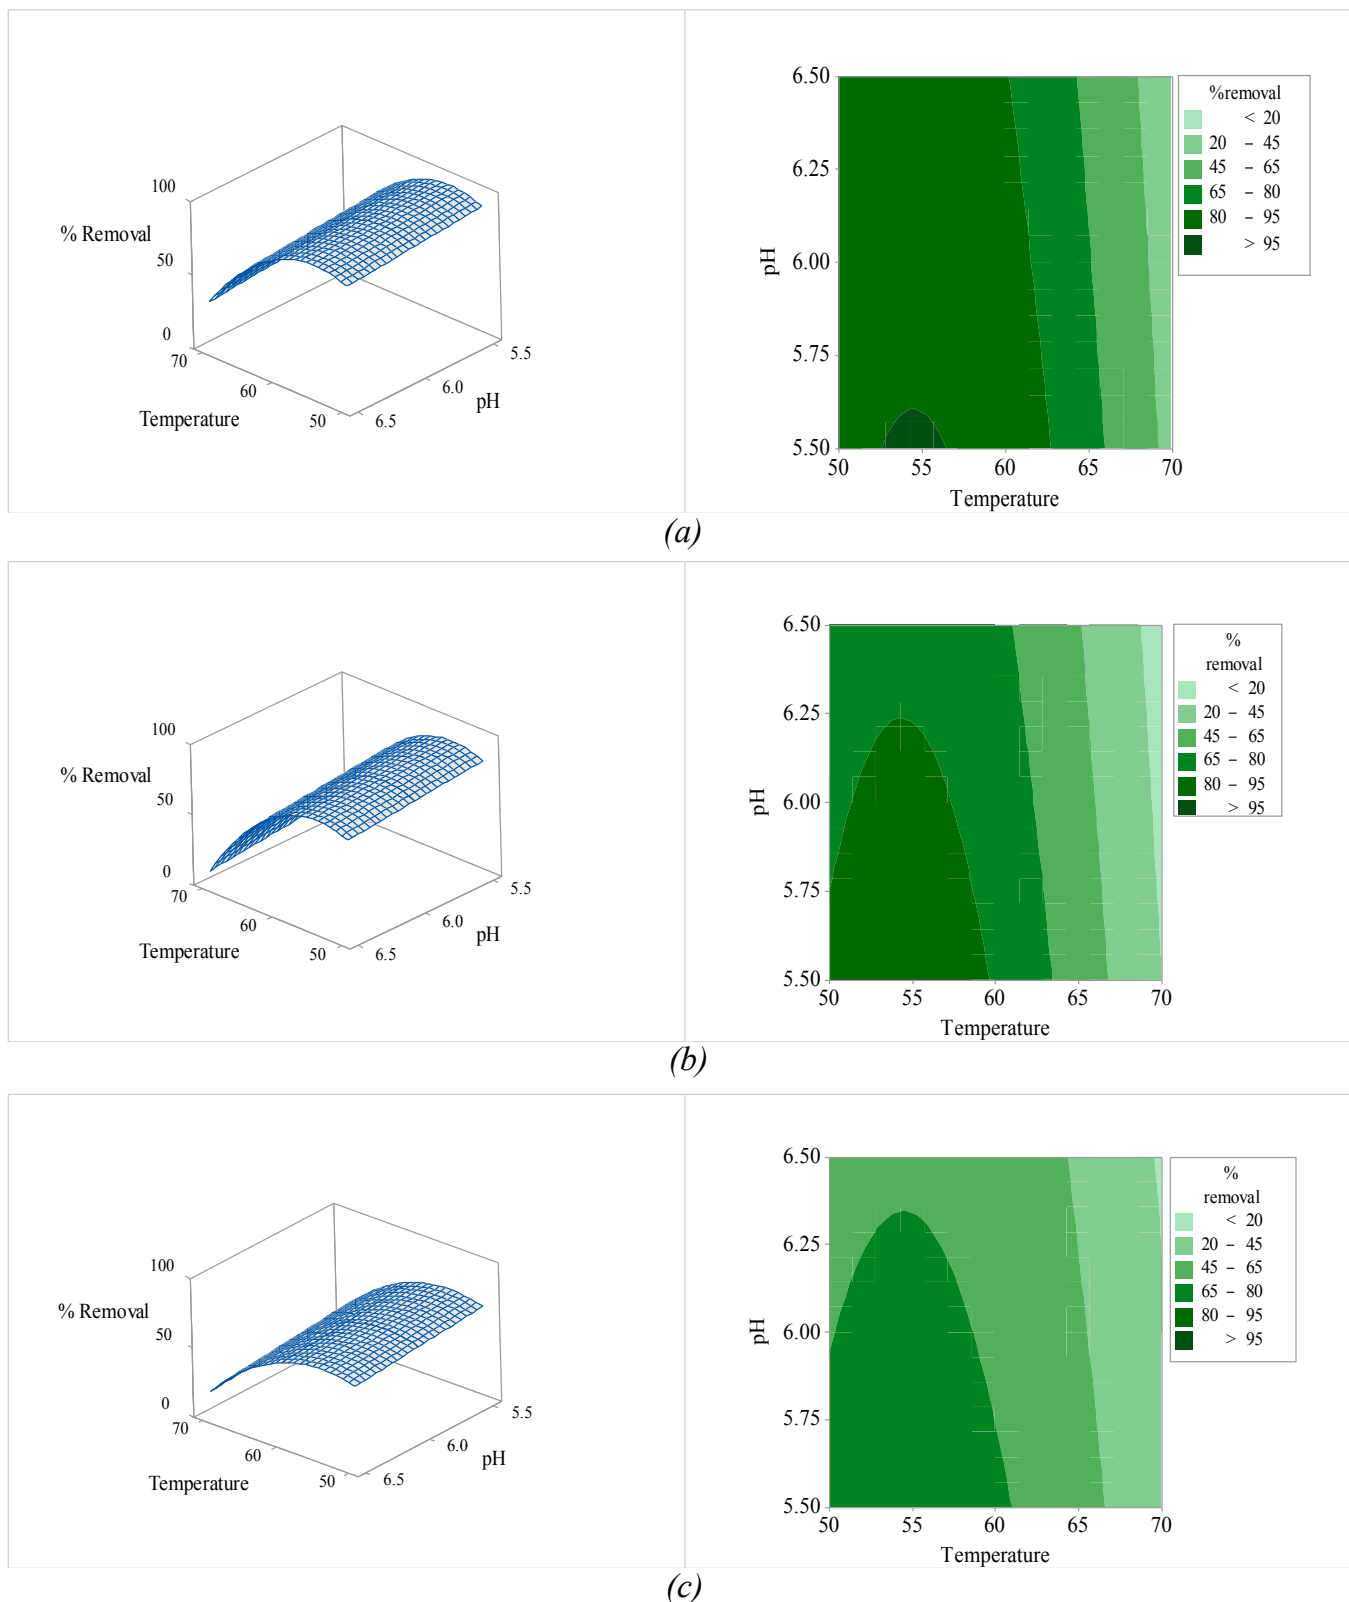 100
% Removal
50
0
70
60
Temperature
50
6.5
6.0
pH
5.5
6.50
6.25
6.00
5.75
5.50
pH
50 55 60 65 70
Temperature
%removal
< 20
20 – 45
45 – 65
65 – 80
80 – 95
> 95
(a)
100
% Removal
50
0
70
60
Temperature
50
6.5
6.0
pH
5.5
6.50
6.25
6.00
5.75
5.50
pH
50 55 60 65 70
Temperature
%
removal
< 20
20 – 45
45 – 65
65 – 80
80 – 95
> 95
(b)
100
% Removal
50
0
70
60
Temperature
50
6.5
6.0
pH
5.5
6.50
6.25
6.00
5.75
5.50
pH
50 55 60 65 70
Temperature
%
removal
< 20
20 – 45
45 – 65
65 – 80
80 – 95
> 95
(c)